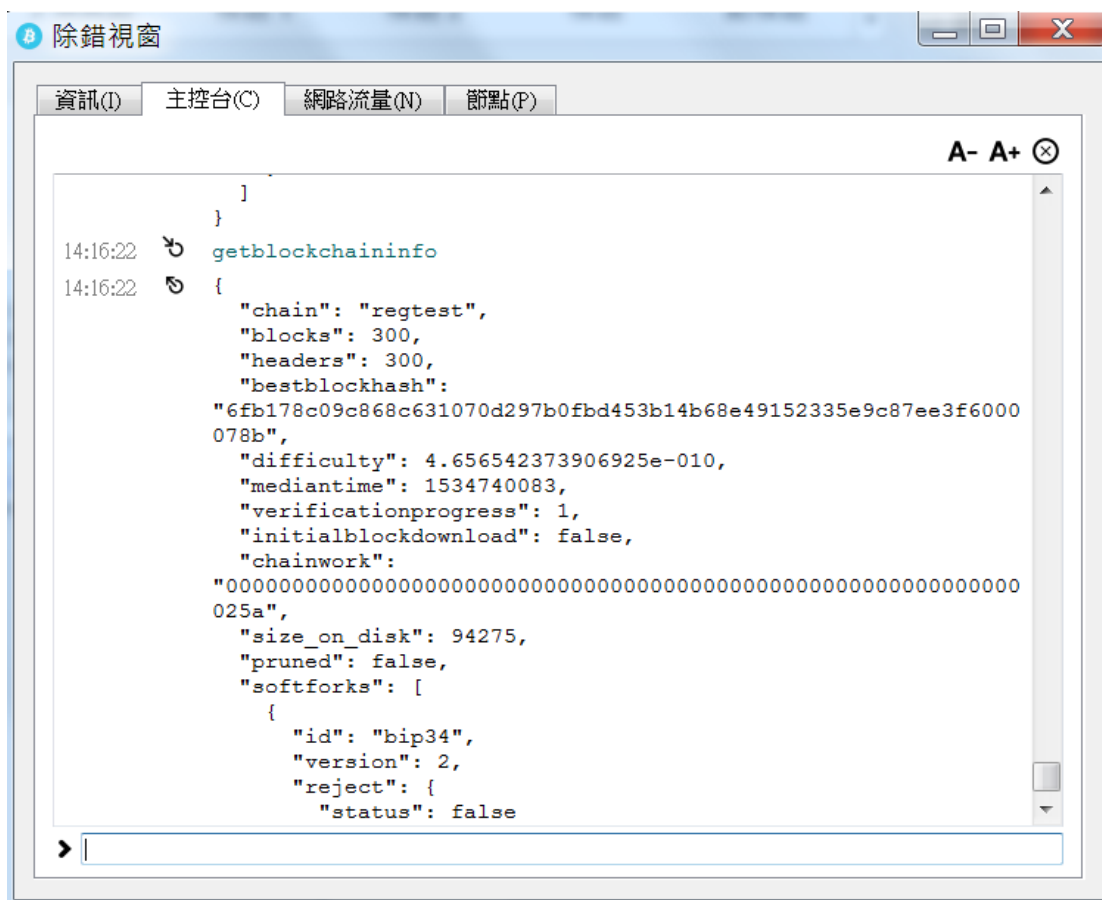 除錯視窗
資訊(I) 主控台(C) 網路流量(N) 節點(P)
A- A+
]
}
14:16:22 getblockchaininfo
14:16:22 {
"chain": "regtest",
"blocks": 300,
"headers": 300,
"bestblockhash":
"6fb178c09c868c631070d297b0fbd453b14b68e49152335e9c87ee3f6000
078b",
"difficulty": 4.656542373906925e-010,
"mediantime": 1534740083,
"verificationprogress": 1,
"initialblockdownload": false,
"chainwork":
"000000000000000000000000000000000000000000000000000000000000
025a",
"size_on_disk": 94275,
"pruned": false,
"softforks": [
{
"id": "bip34",
"version": 2,
"reject": {
"status": false